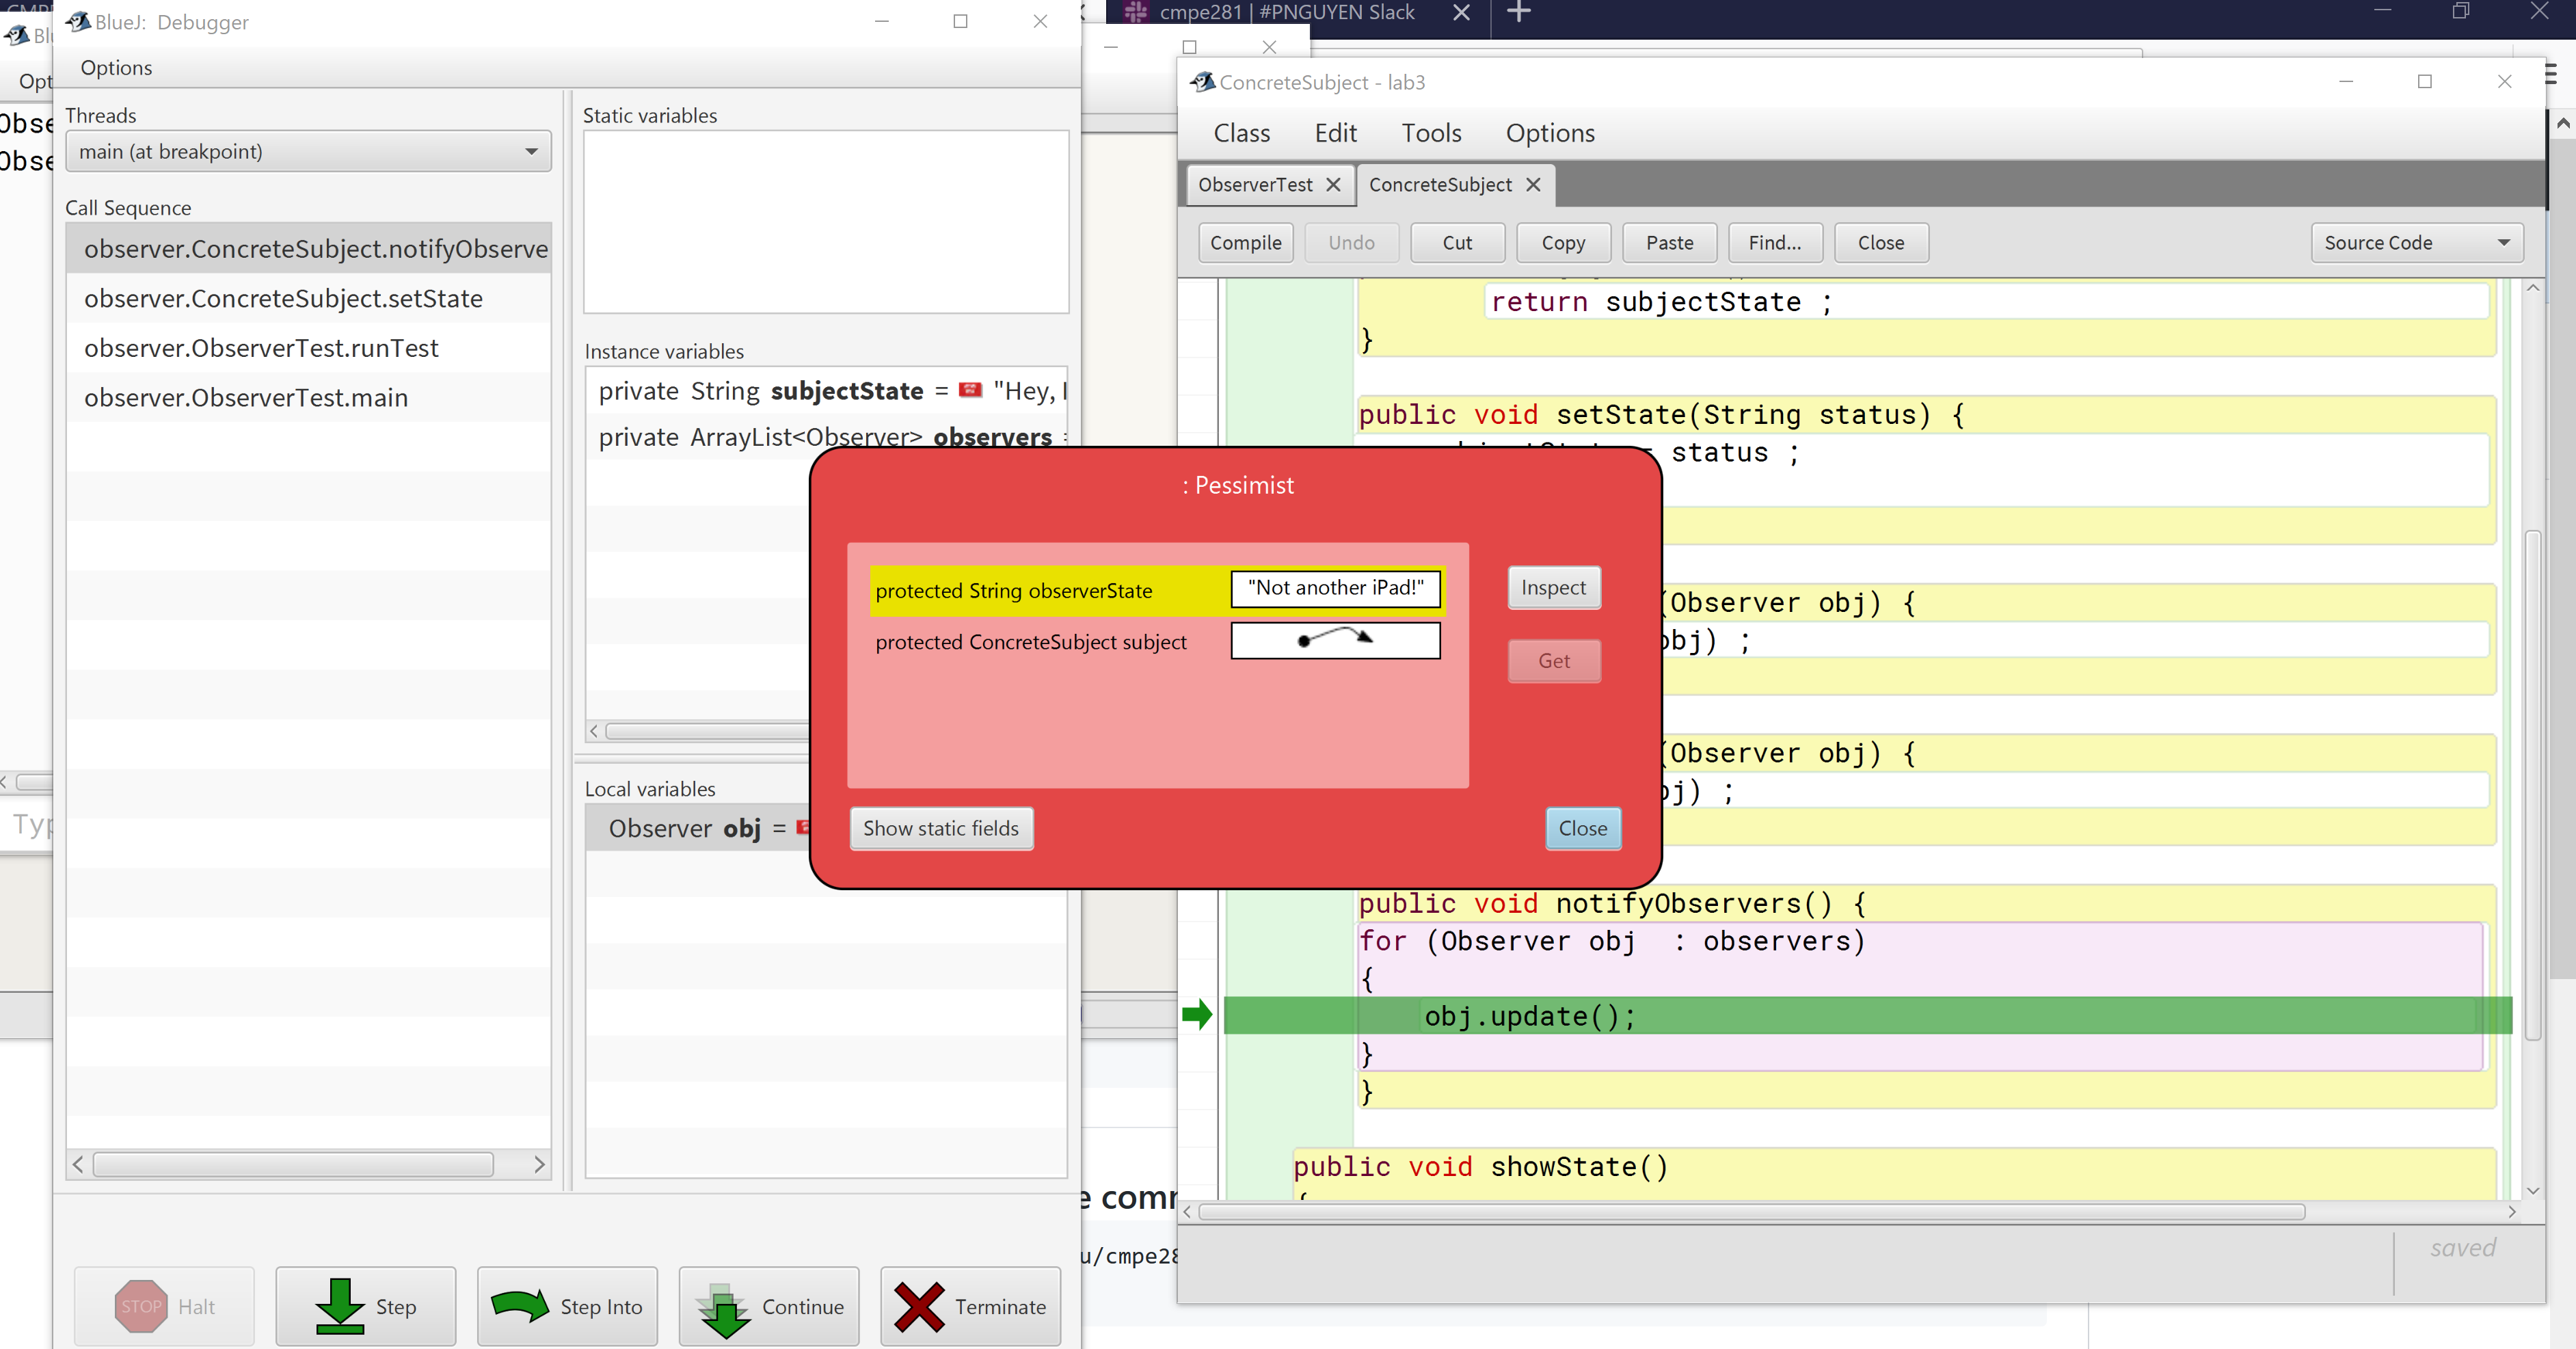 BlueJ: Debugger
Options
Threads
main (at breakpoint)
Call Sequence
observer.ConcreteSubject.notifyObserve
observer.ConcreteSubject.setState
observer.ObserverTest.runTest
observer.ObserverTest.main
Static variables
Instance variables
private String subjectState = "Hey, I
private ArrayList<Observer> observers =
Local variables
Observer obj =
STOP Halt
Step
Step Into
Continue
Terminate
: Pessimist
protected String observerState "Not another iPad!"
protected ConcreteSubject subject
Inspect
Get
Show static fields
Close
cmpe281 | #PNGUYEN Slack
ConcreteSubject - lab3
Class Edit Tools Options
ObserverTest
ConcreteSubject
Compile Undo Cut Copy Paste Find... Close
Source Code
return subjectState ;
}
public void setState(String status) {
status ;
(Observer obj) {
obj) ;
(Observer obj) {
bj) ;
public void notifyObservers() {
for (Observer obj : observers)
{
obj.update();
}
}
public void showState()
{
saved
Opt
Obse
Obse
Typ
e com
u/cmpe28